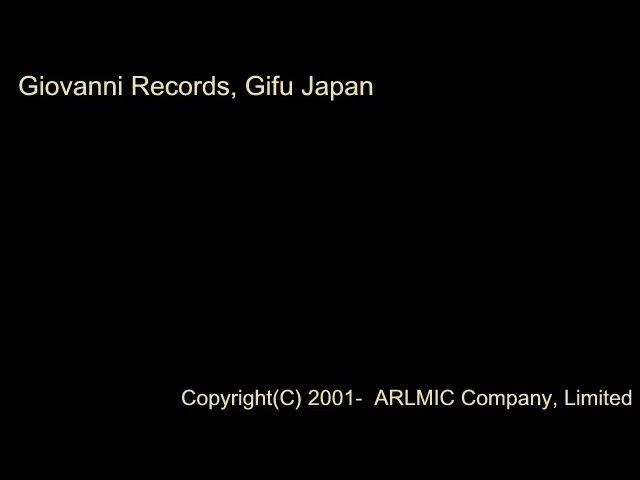 Giovanni Records, Gifu Japan
Copyright(C) 2001-  ARLMIC Company, Limited